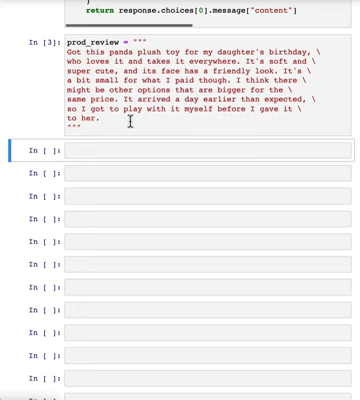 }
return response.choices[0].message["content"]
In [3]: prod_review = """
Got this panda plush toy for my daughter's birthday, \
who loves it and takes it everywhere. It's soft and \
super cute, and its face has a friendly look. It's \
a bit small for what I paid though. I think there \
might be other options that are bigger for the \
same price. It arrived a day earlier than expected, \
so I got to play with it myself before I gave it \
to her.
"""
In [ ]:
In [ ]:
In [ ]:
In [ ]:
In [ ]:
In [ ]:
In [ ]:
In [ ]:
In [ ]:
In [ ]:
In [ ]: